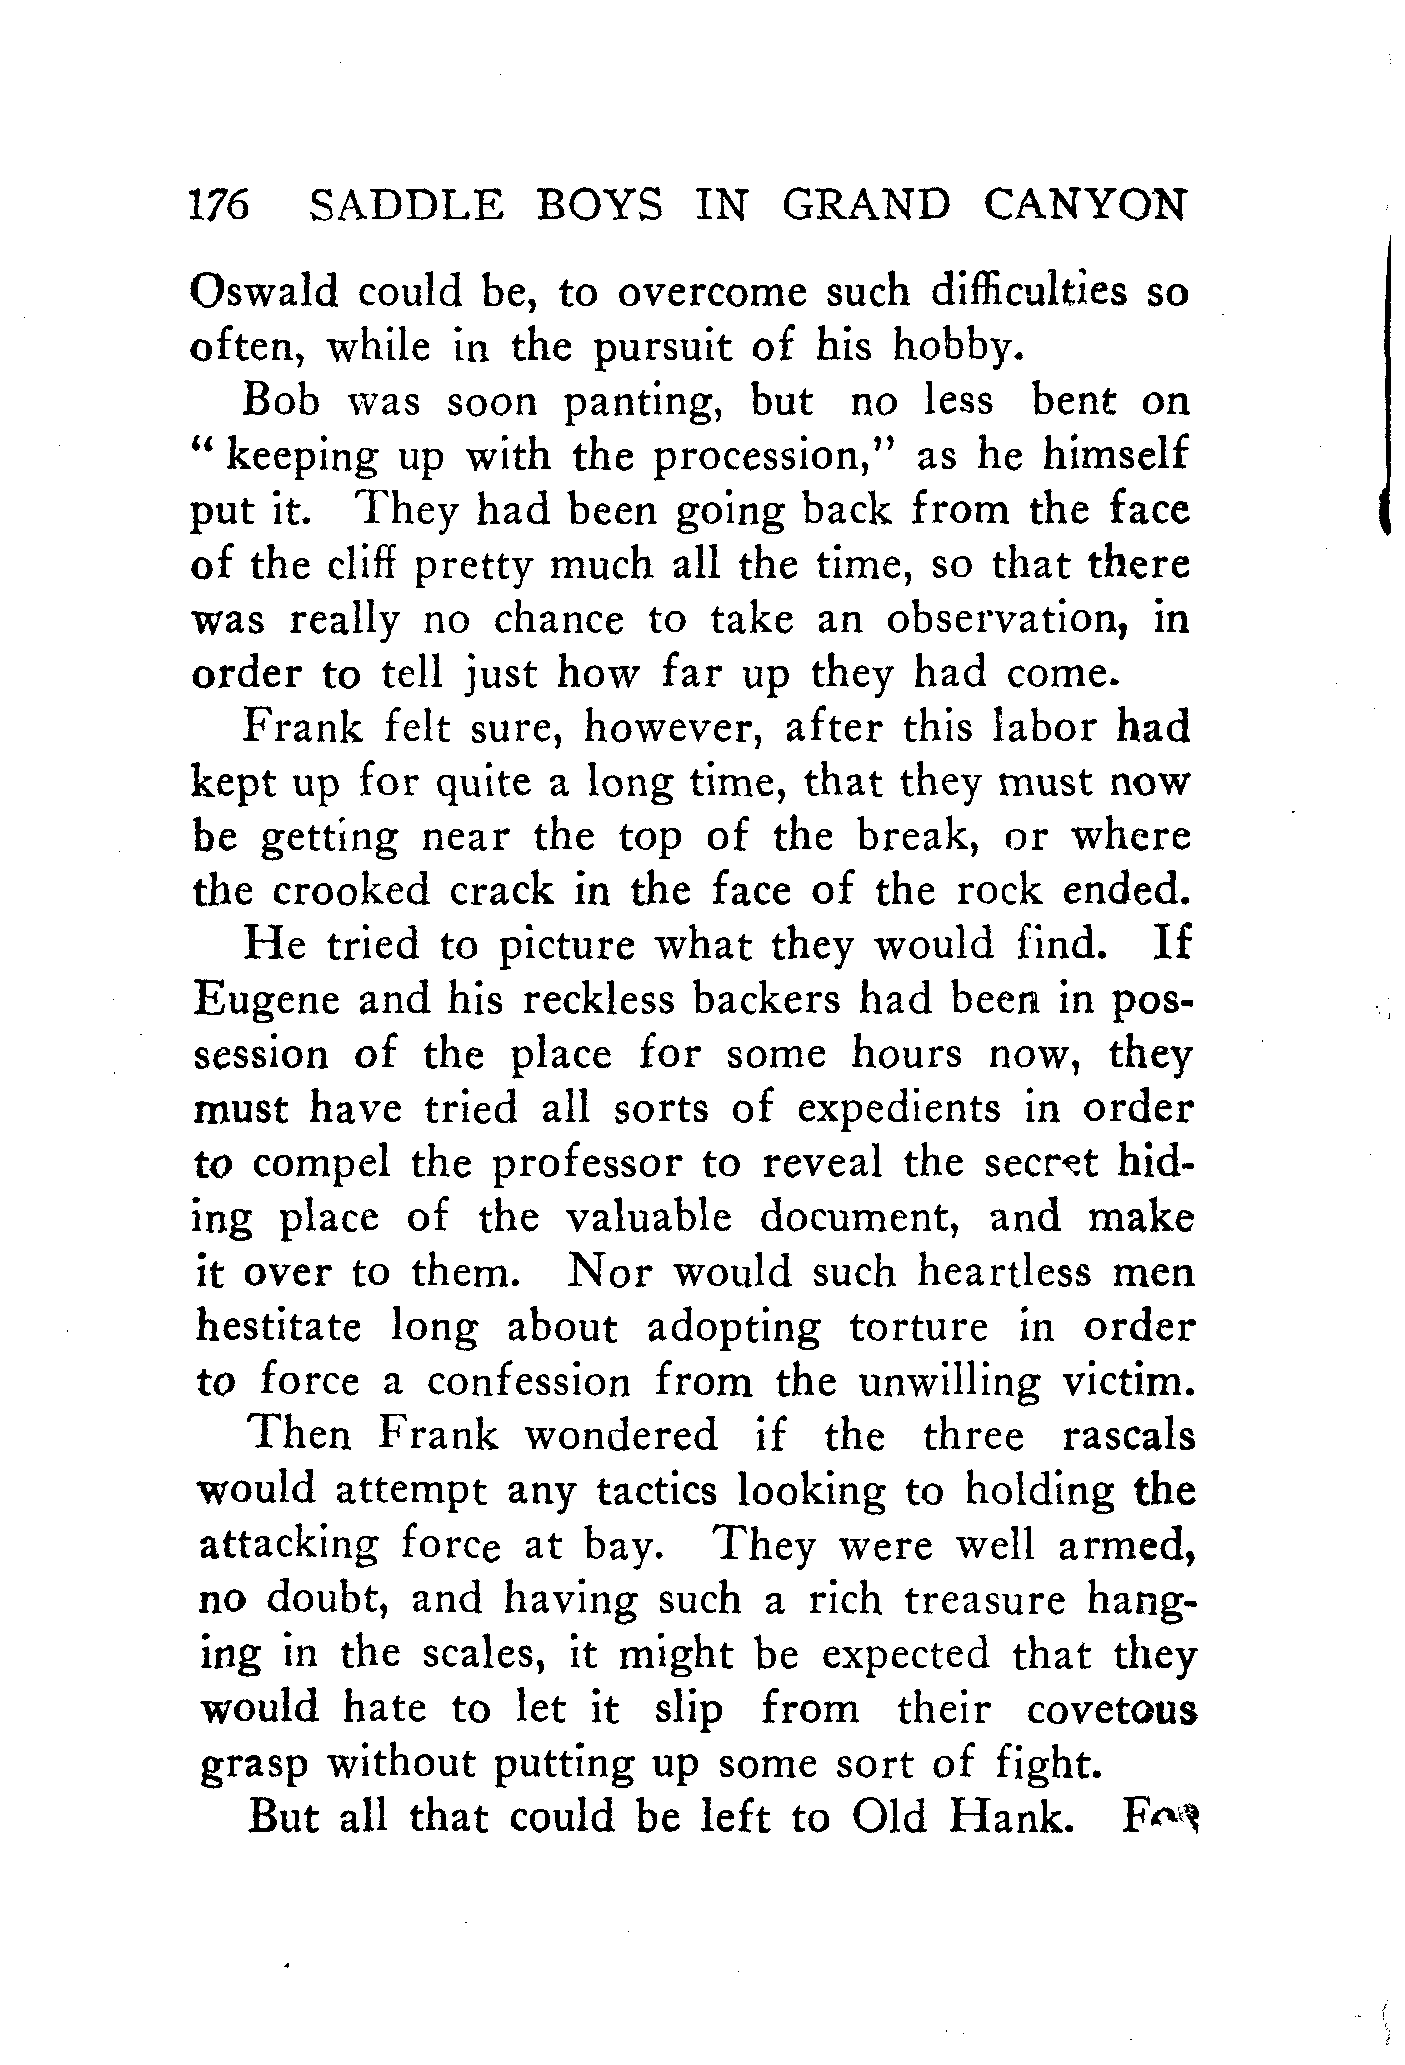 176 SADDLE BOYS IN GRAND CANYON
Oswald could be, to overcome such difficulties so
often, while in the pursuit of his hobby.
Bob was soon panting, but no less bent on
" keeping up with the procession," as he himself
put it. They had been going back from the face
of the cliff pretty much all the time, so that there
was really no chance to take an observation, in
order to tell just how far up they had come.
Frank felt sure, however, after this labor had
kept up for quite a long time, that they must now
be getting near the top of the break, or where
the crooked crack in the face of the rock ended.
He tried to picture what they would find. If
Eugene and his reckless backers had been in pos-
session of the place for some hours now, they
must have tried all sorts of expedients in order
to compel the professor to reveal the secret hid-
ing place of the valuable document, and make
it over to them. Nor would such heartless men
hestitate long about adopting torture in order
to force a confession from the unwilling victim.
Then Frank wondered if the three rascals
would attempt any tactics looking to holding the
attacking force at bay. They were well armed,
no doubt, and having such a rich treasure hang-
ing in the scales, it might be expected that they
would hate to let it slip from their covetous
grasp without putting up some sort of fight.
But all that could be left to Old Hank.